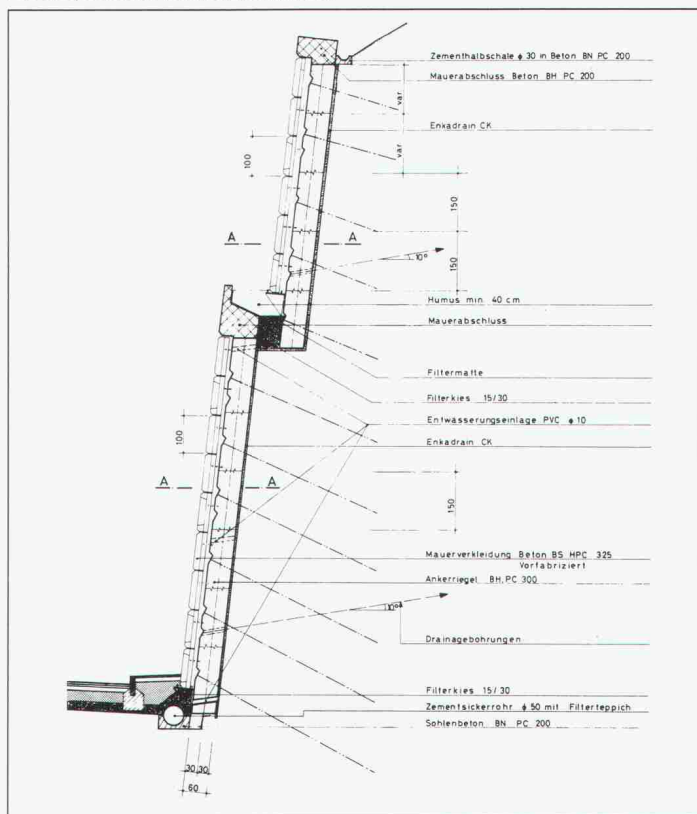 Zementhalbschale ϕ 30 in Beton BN PC 200
Mauerabschluss Beton BH PC 200
var.
Enkadrain CK
var.
100
150
A A
150
10°
Humus min. 40 cm
Mauerabschluss
Filtermatte
Filterkies 15/30
Entwässerungseinlage PVC ϕ 10
100
Enkadrain CK
A A
150
Mauerverkleidung Beton BS HPC 325
Vorfabriziert
Ankerriegel BH, PC 300
10°
Drainagebohrungen
Filterkies 15/30
Zementsickerrohr ϕ 50 mit Filterteppich
Sohlenbeton BN PC 200
30 30
60